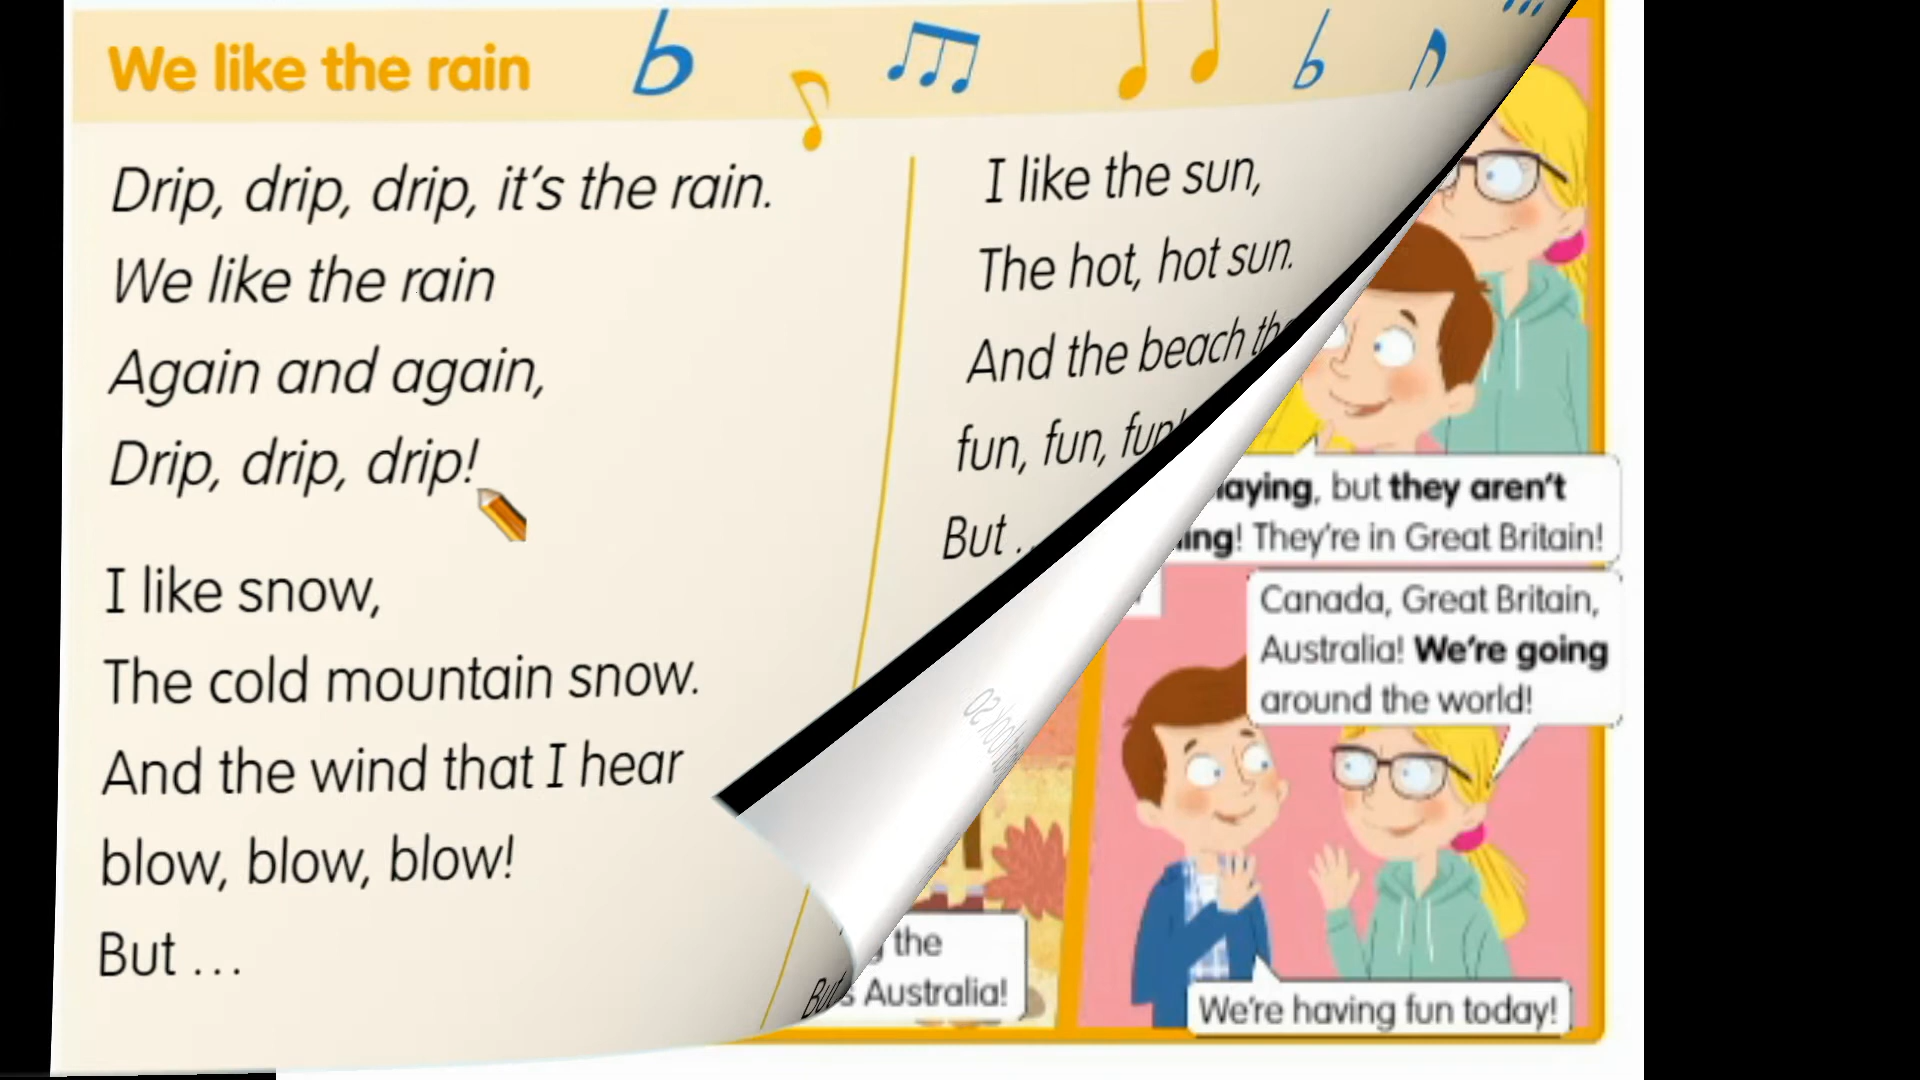 We like the rain
Drip, drip, drip, it's the rain.
We like the rain
Again and again,
Drip, drip, drip!
I like snow,
The cold mountain snow.
And the wind that I hear
blow, blow, blow!
But ...
I like the sun,
The hot, hot sun.
And the beach
fun, fun,
But ...
but they aren't
They're in Great Britain!
Canada, Great Britain,
Australia! We're going
around the world!
the
Australia!
We're having fun today!